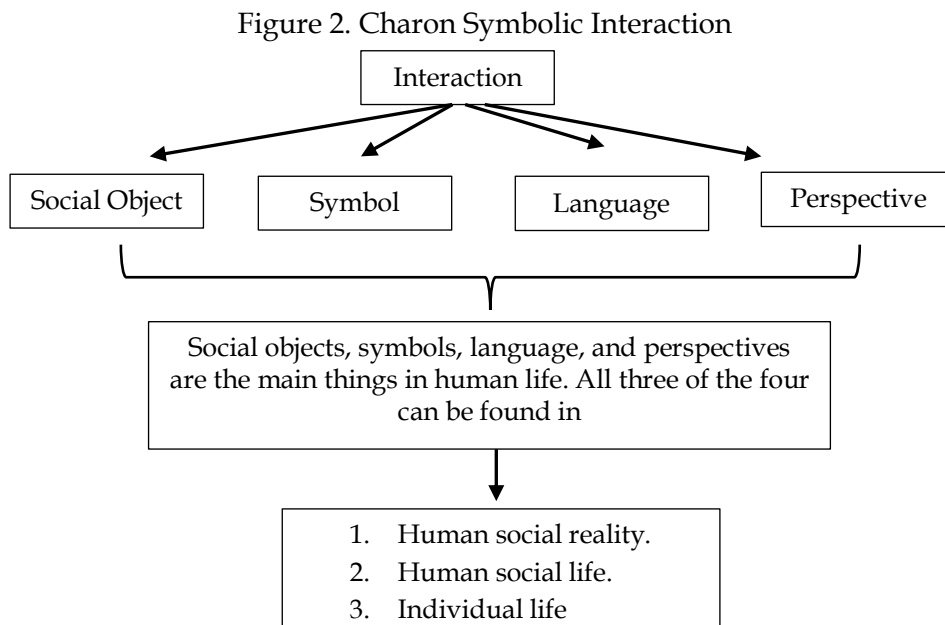 Figure 2. Charon Symbolic Interaction
Interaction
Social Object
Symbol
Language
Perspective
Social objects, symbols, language, and perspectives
are the main things in human life. All three of the four
can be found in
1. Human social reality.
2. Human social life.
3. Individual life